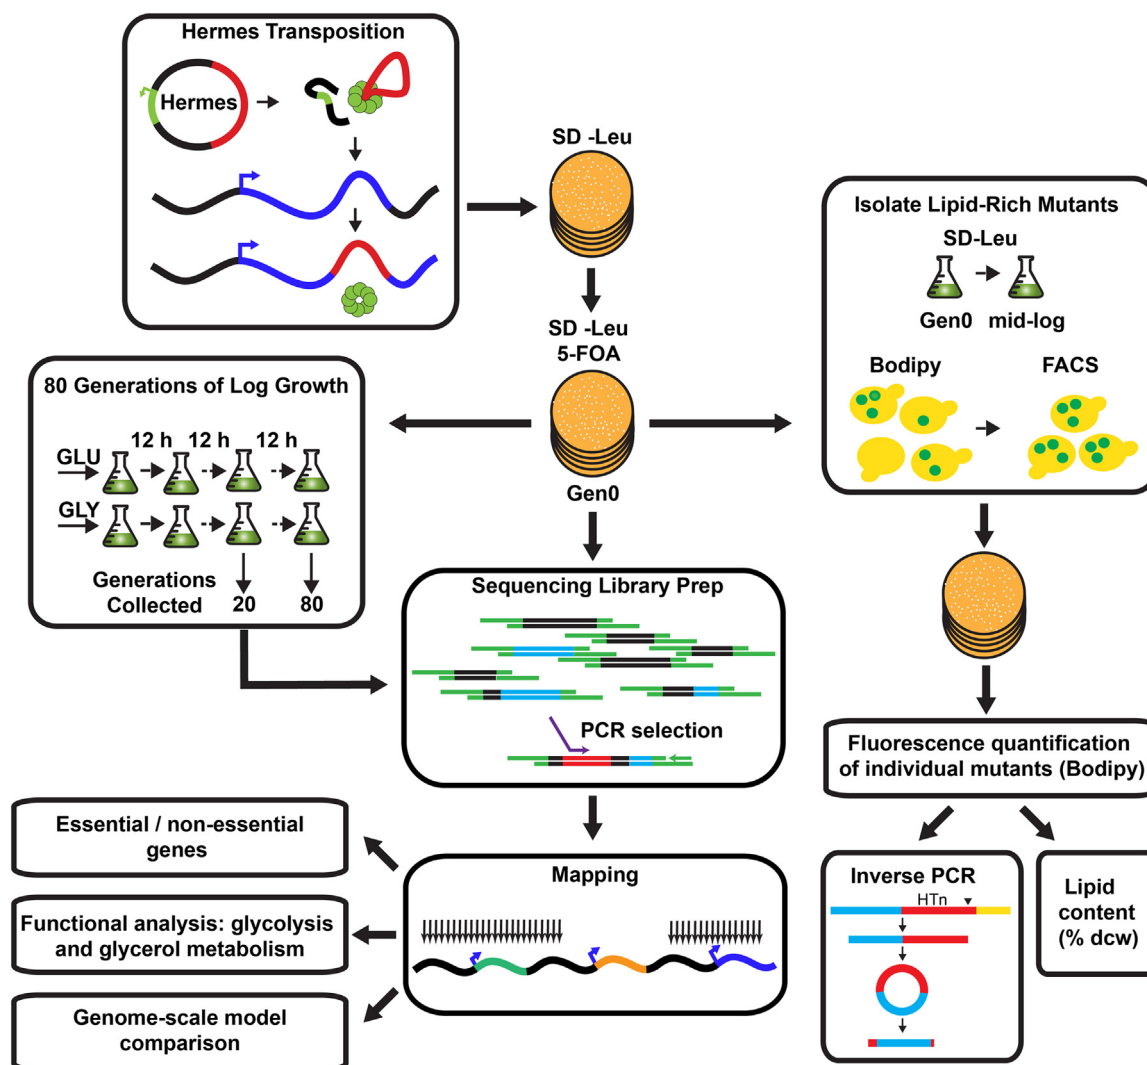 Hermes Transposition
Hermes
SD -Leu
SD -Leu
5-FOA
Gen0
80 Generations of Log Growth
12 h 12 h 12 h
GLU
GLY
Generations
Collected 20 80
Isolate Lipid-Rich Mutants
SD-Leu
Gen0 mid-log
Bodipy FACS
Sequencing Library Prep
PCR selection
Fluorescence quantification
of individual mutants (Bodipy)
Essential / non-essential
genes
Functional analysis: glycolysis
and glycerol metabolism
Genome-scale model
comparison
Mapping
Inverse PCR
HTn
Lipid
content
(% dcw)